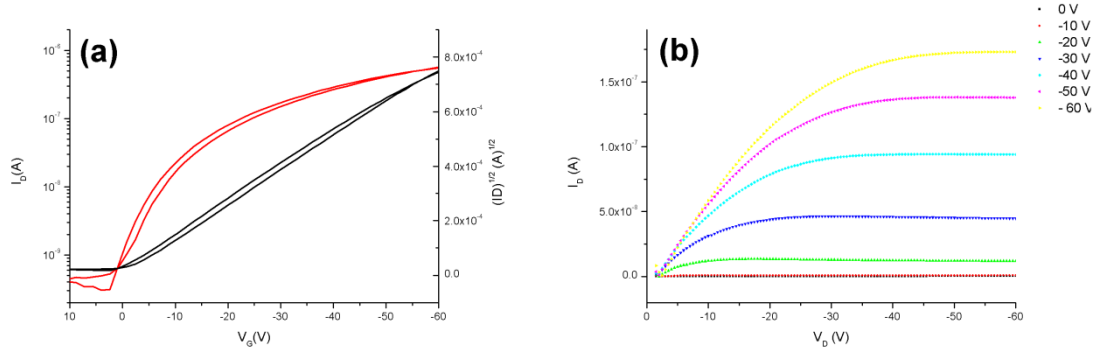 (a)
I_D(A)
10⁻⁶
10⁻⁷
10⁻⁸
10⁻⁹
10 0 -10 -20 -30 -40 -50 -60
V_G(V)
8.0x10⁻⁴
6.0x10⁻⁴
4.0x10⁻⁴
2.0x10⁻⁴
0.0
(ID)^1/2 (A)^1/2
(b)
I_D (A)
1.5x10⁻⁷
1.0x10⁻⁷
5.0x10⁻⁸
0.0
0 -10 -20 -30 -40 -50 -60
V_D (V)
0 V
-10 V
-20 V
-30 V
-40 V
-50 V
- 60 V